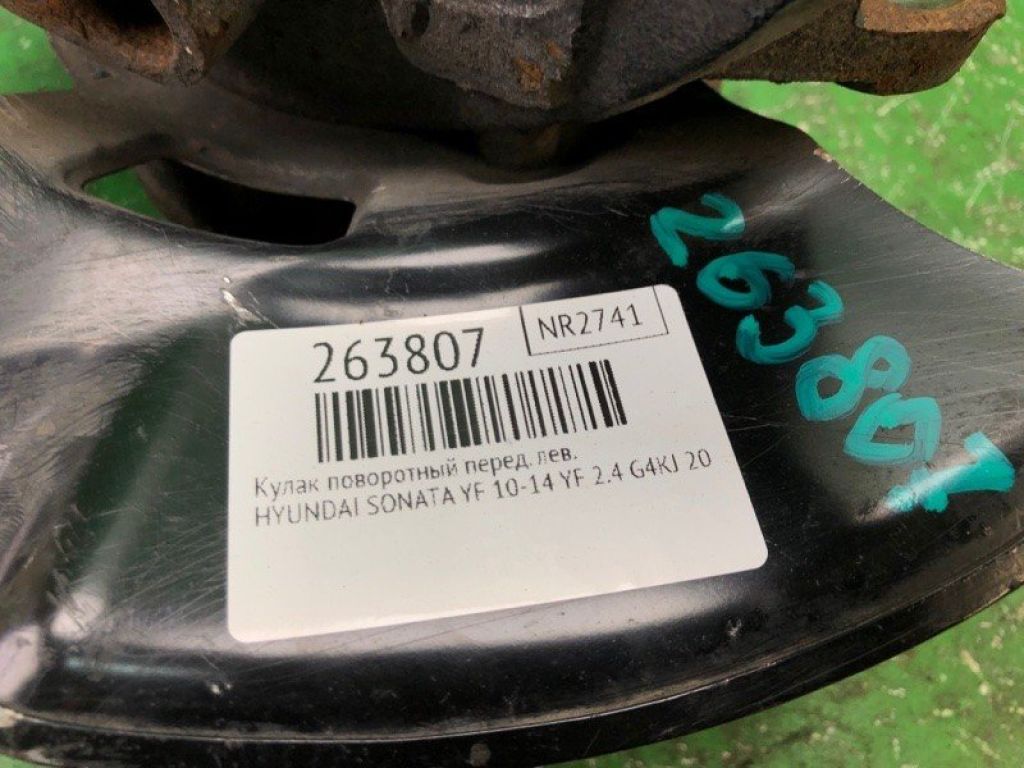 263807
NR2741
Кулак поворотный перед. лев.
HYUNDAI SONATA YF 10-14 YF 2.4 G4KJ 20
263807